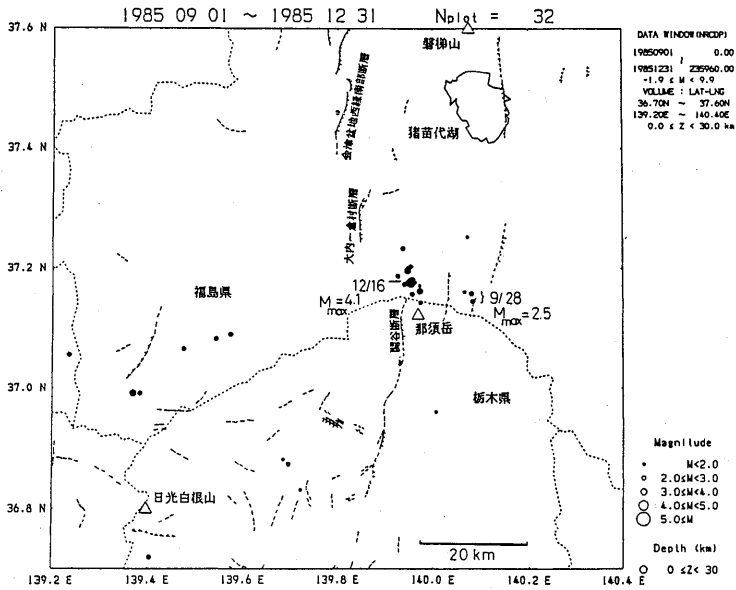 1985 09 01 ~ 1985 12 31 Nplot = 32
DATA WINDOW(NRCDP)
19850901 0.00
19851231 235960.00
-1.9 ≤ M < 9.9
VOLUME : LAT-LNG
36.70N ~ 37.60N
139.20E ~ 140.40E
0.0 ≤ Z < 30.0 km
37.6 N
37.4 N
37.2 N
37.0 N
36.8 N
磐梯山
会津盆地西縁南部断層
猪苗代湖
大内－倉村断層
福島県
12/16
Mmax=4.1
9/28
Mmax=2.5
那須岳
関谷断層
栃木県
日光白根山
20 km
Magnitude
M<2.0
2.0≤M<3.0
3.0≤M<4.0
4.0≤M<5.0
5.0≤M
Depth (km)
0 ≤Z< 30
139.2 E 139.4 E 139.6 E 139.8 E 140.0 E 140.2 E 140.4 E